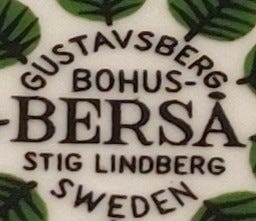 GUSTAVSBERG
BOHUS-
BERSÅ
STIG LINDBERG
SWEDEN